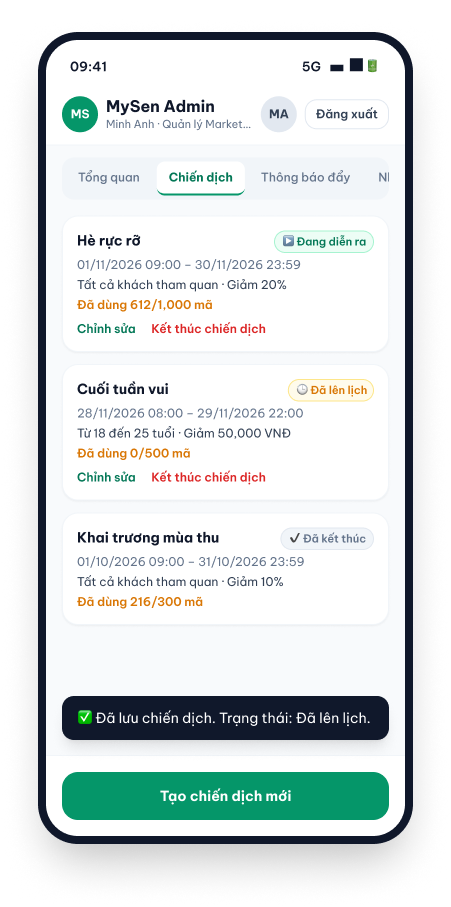 09:41
5G
MS
MySen Admin
Minh Anh · Quản lý Market...
MA
Đăng xuất
Tổng quan
Chiến dịch
Thông báo đẩy
Hè rực rỡ
Đang diễn ra
01/11/2026 09:00 – 30/11/2026 23:59
Tất cả khách tham quan · Giảm 20%
Đã dùng 612/1,000 mã
Chỉnh sửa Kết thúc chiến dịch
Cuối tuần vui
Đã lên lịch
28/11/2026 08:00 – 29/11/2026 22:00
Từ 18 đến 25 tuổi · Giảm 50,000 VNĐ
Đã dùng 0/500 mã
Chỉnh sửa Kết thúc chiến dịch
Khai trương mùa thu
Đã kết thúc
01/10/2026 09:00 – 31/10/2026 23:59
Tất cả khách tham quan · Giảm 10%
Đã dùng 216/300 mã
Đã lưu chiến dịch. Trạng thái: Đã lên lịch.
Tạo chiến dịch mới